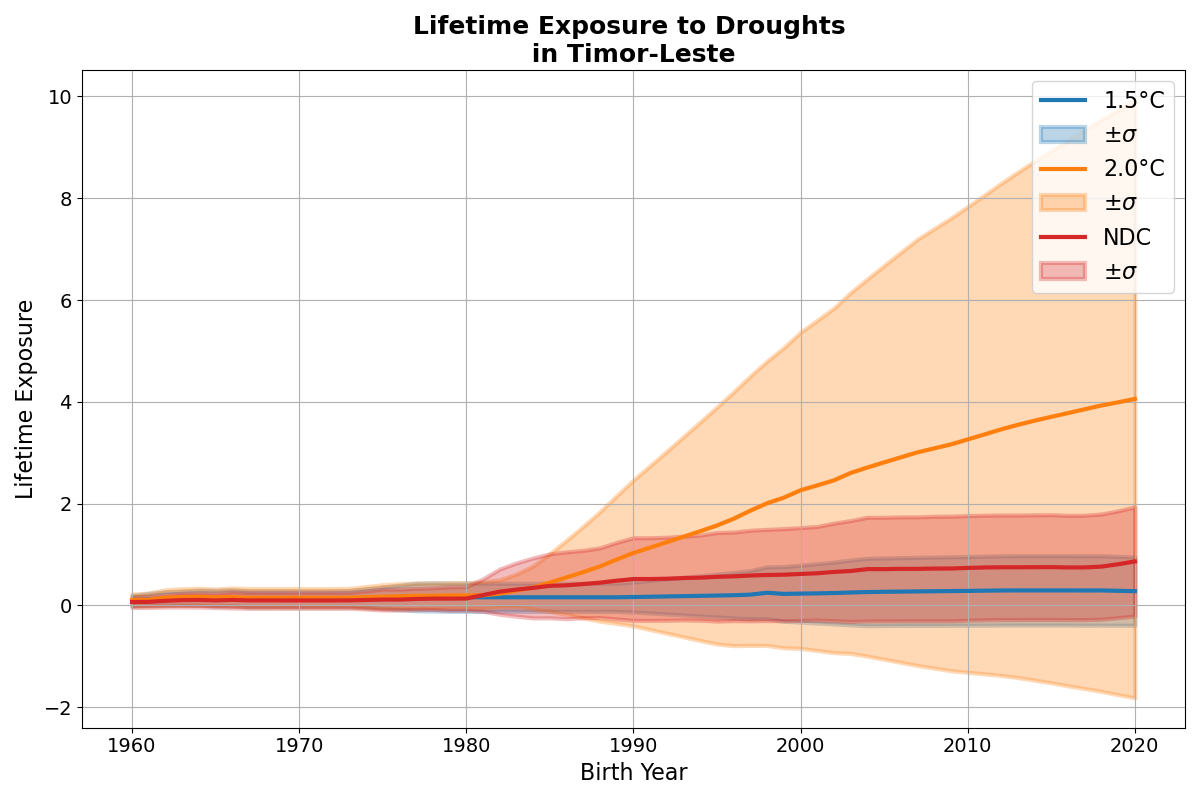 Lifetime Exposure to Droughts
in Timor-Leste
Lifetime Exposure
10
8
6
4
2
0
−2
1960
1970
1980
1990
2000
2010
2020
Birth Year
1.5°C
±σ
2.0°C
±σ
NDC
±σ